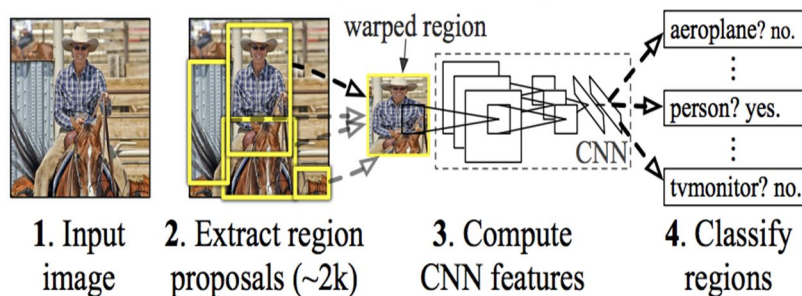 warped region
aeroplane? no.
person? yes.
CNN
tvmonitor? no.
1. Input
image
2. Extract region
proposals (~2k)
3. Compute
CNN features
4. Classify
regions